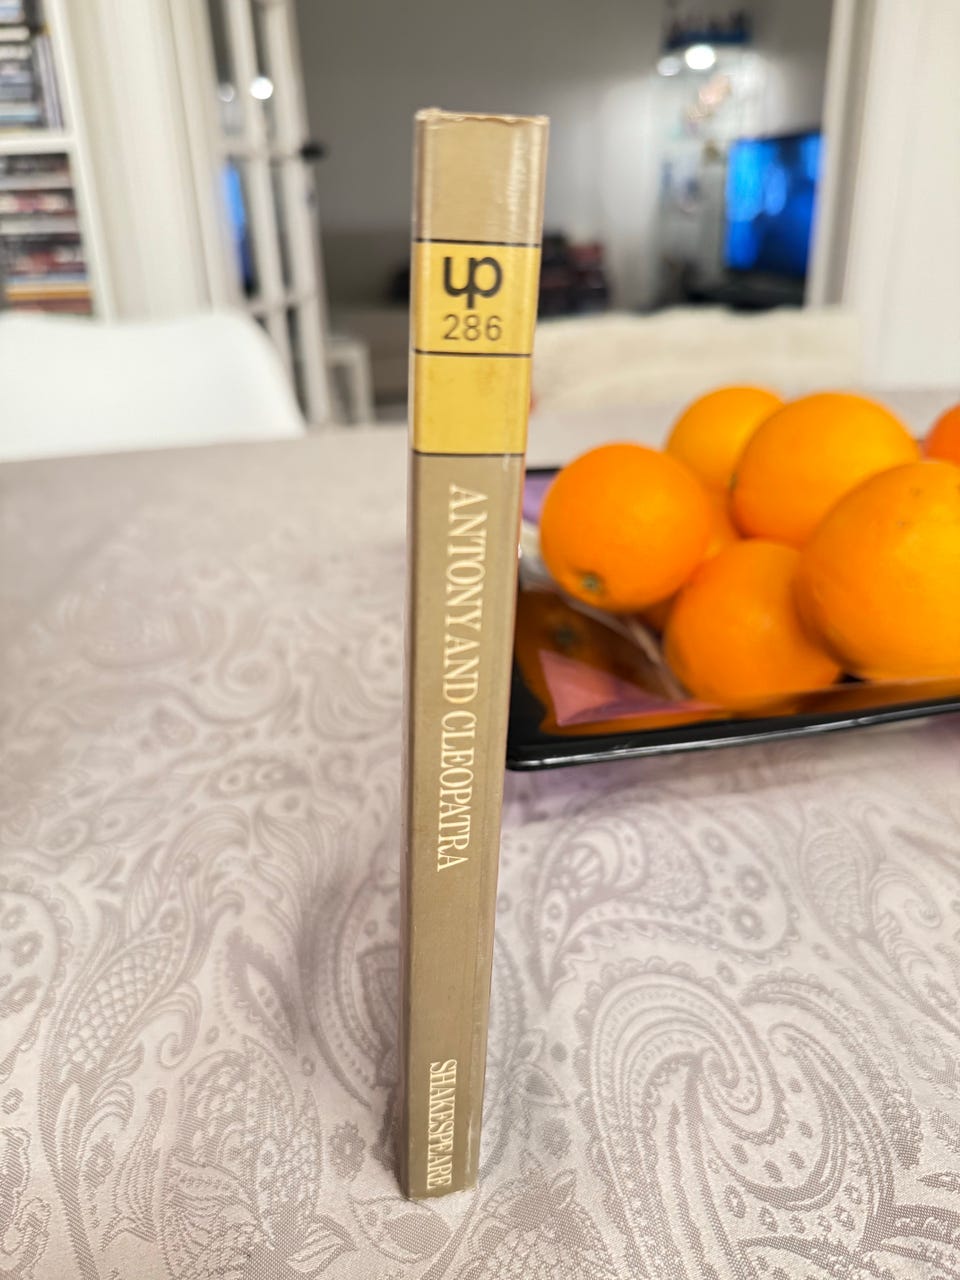 up
286
ANTONY AND CLEOPATRA
SHAKESPEARE